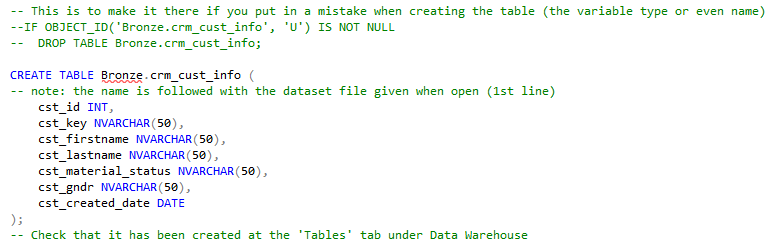 -- This is to make it there if you put in a mistake when creating the table (the variable type or even name)
--IF OBJECT_ID('Bronze.crm_cust_info', 'U') IS NOT NULL
--  DROP TABLE Bronze.crm_cust_info;

CREATE TABLE Bronze.crm_cust_info (
-- note: the name is followed with the dataset file given when open (1st line)
    cst_id INT,
    cst_key NVARCHAR(50),
    cst_firstname NVARCHAR(50),
    cst_lastname NVARCHAR(50),
    cst_material_status NVARCHAR(50),
    cst_gndr NVARCHAR(50),
    cst_created_date DATE
);
-- Check that it has been created at the 'Tables' tab under Data Warehouse